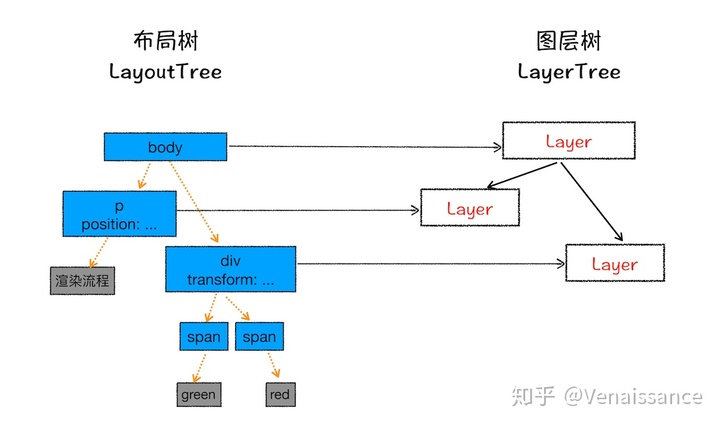 布局树
LayoutTree
图层树
LayerTree
body
Layer
p
position: ...
Layer
div
transform: ...
Layer
渲染流程
span
span
green
red
知乎 @Venaissance